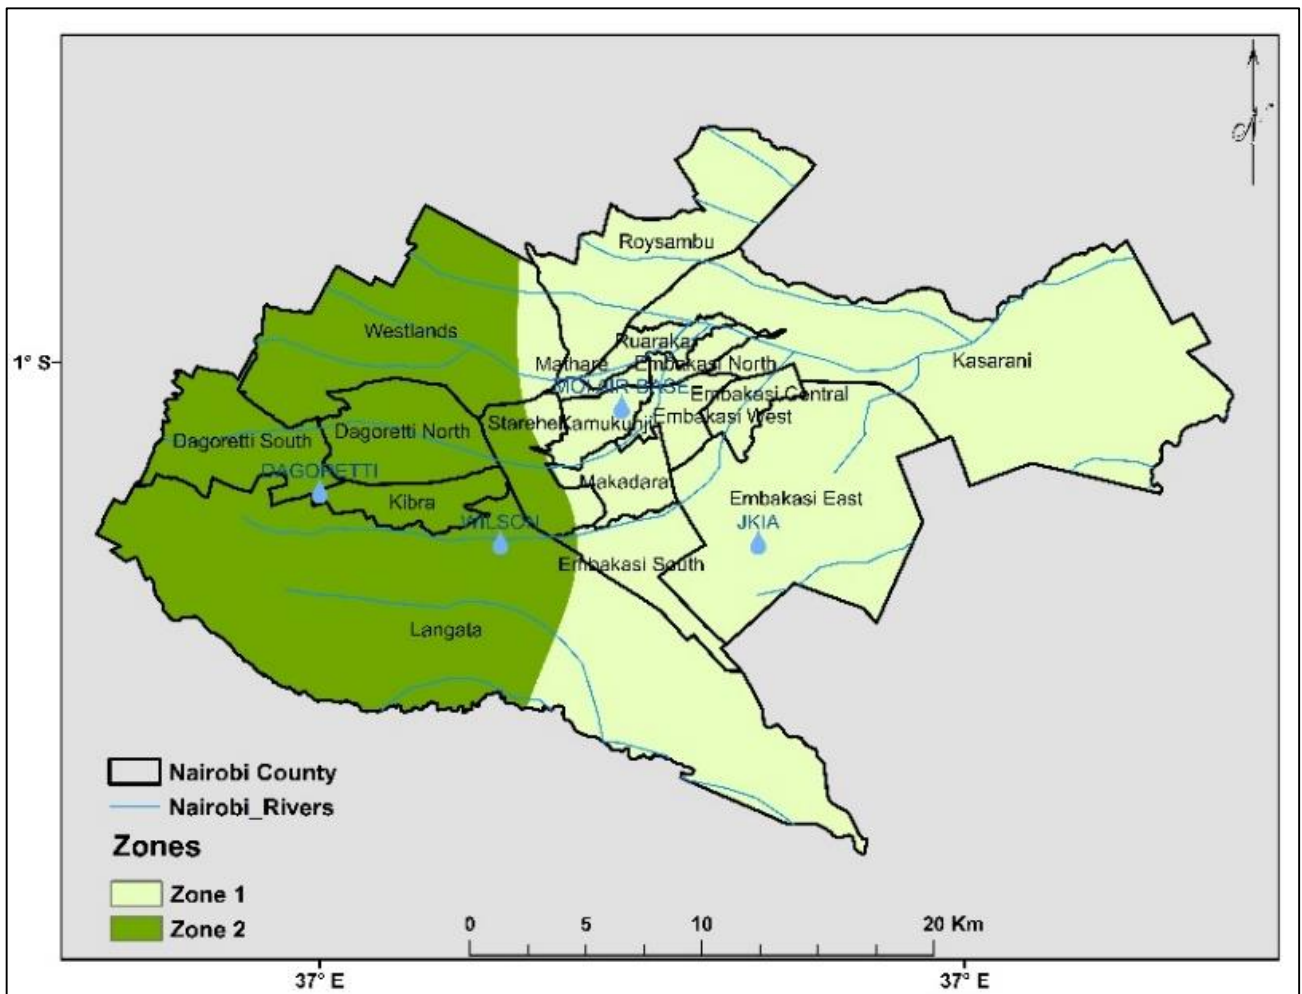 N
Roysambu
Westlands
Ruaraka
Kasarani
1° S
Mathare
Embakasi North
MOI AIR BASE
Embakasi Central
Starehe
Kamukunji
Embakasi West
Dagoretti South
Dagoretti North
DAGORETTI
Makadara
Kibra
Embakasi East
WILSON
JKIA
Embakasi South
Langata
Nairobi County
Nairobi_Rivers
Zones
Zone 1
Zone 2
0 5 10 20 Km
37° E 37° E